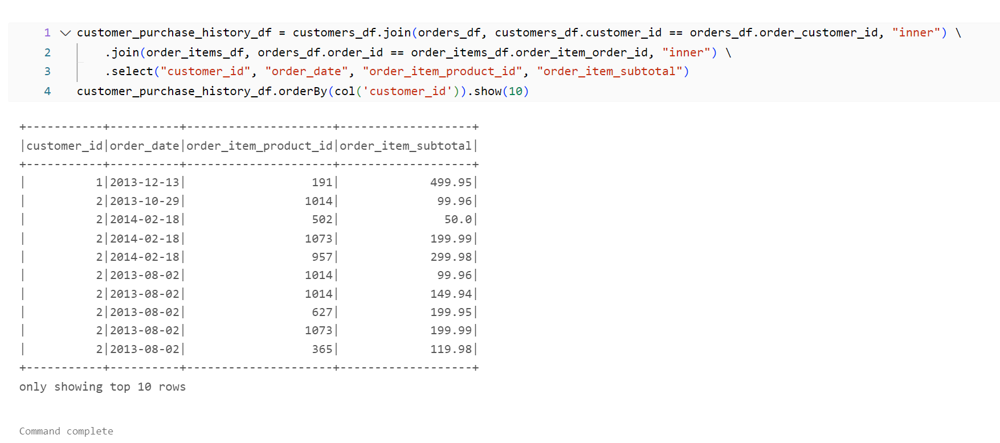 1 customer_purchase_history_df = customers_df.join(orders_df, customers_df.customer_id == orders_df.order_customer_id, "inner") \
2     .join(order_items_df, orders_df.order_id == order_items_df.order_item_order_id, "inner") \
3     .select("customer_id", "order_date", "order_item_product_id", "order_item_subtotal")
4 customer_purchase_history_df.orderBy(col('customer_id')).show(10)
+-----------+----------+---------------------+-------------------+
|customer_id|order_date|order_item_product_id|order_item_subtotal|
+-----------+----------+---------------------+-------------------+
|          1|2013-12-13|                  191|             499.95|
|          2|2013-10-29|                 1014|              99.96|
|          2|2014-02-18|                  502|               50.0|
|          2|2014-02-18|                 1073|             199.99|
|          2|2014-02-18|                  957|             299.98|
|          2|2013-08-02|                 1014|              99.96|
|          2|2013-08-02|                 1014|             149.94|
|          2|2013-08-02|                  627|             199.95|
|          2|2013-08-02|                 1073|             199.99|
|          2|2013-08-02|                  365|             119.98|
+-----------+----------+---------------------+-------------------+
only showing top 10 rows
Command complete